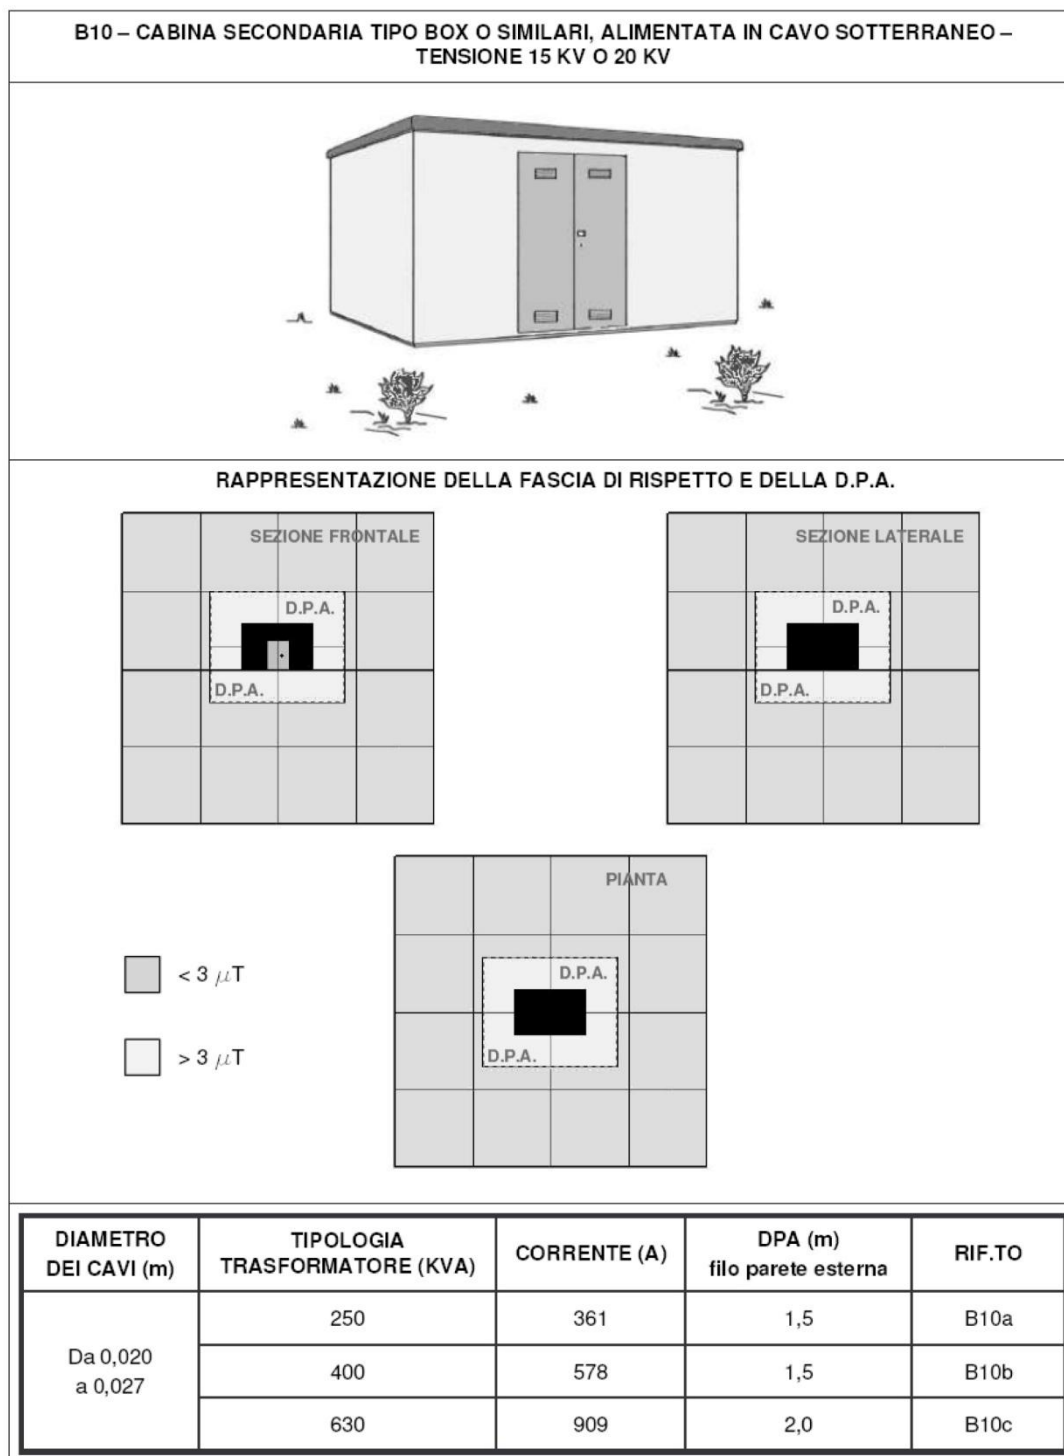 B10 – CABINA SECONDARIA TIPO BOX O SIMILARI, ALIMENTATA IN CAVO SOTTERRANEO –
TENSIONE 15 KV O 20 KV
RAPPRESENTAZIONE DELLA FASCIA DI RISPETTO E DELLA D.P.A.
SEZIONE FRONTALE
D.P.A.
D.P.A.
SEZIONE LATERALE
D.P.A.
D.P.A.
PIANTA
D.P.A.
D.P.A.
< 3 μT
> 3 μT
DIAMETRO
DEI CAVI (m)
TIPOLOGIA
TRASFORMATORE (KVA)
CORRENTE (A)
DPA (m)
filo parete esterna
RIF.TO
Da 0,020
a 0,027
250 361 1,5 B10a
400 578 1,5 B10b
630 909 2,0 B10c